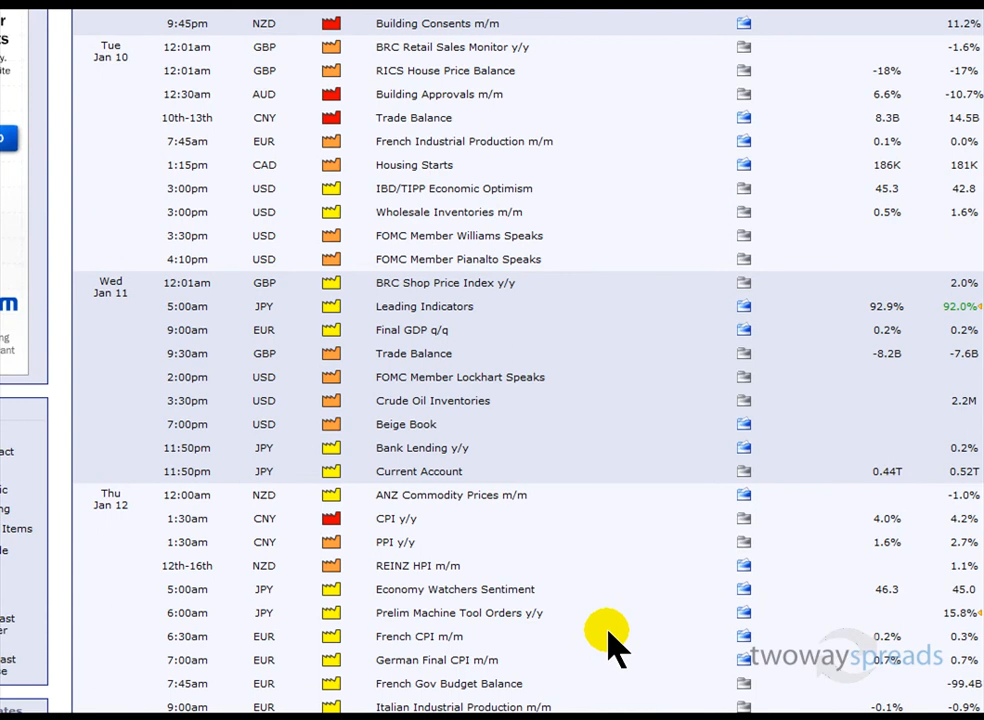 9:45pm NZD Building Consents m/m 11.2%
Tue 12:01am GBP BRC Retail Sales Monitor y/y -1.6%
Jan 10
12:01am GBP RICS House Price Balance -18% -17%
12:30am AUD Building Approvals m/m 6.6% -10.7%
10th-13th CNY Trade Balance 8.3B 14.5B
7:45am EUR French Industrial Production m/m 0.1% 0.0%
1:15pm CAD Housing Starts 186K 181K
3:00pm USD IBD/TIPP Economic Optimism 45.3 42.8
3:00pm USD Wholesale Inventories m/m 0.5% 1.6%
3:30pm USD FOMC Member Williams Speaks
4:10pm USD FOMC Member Pianalto Speaks
Wed 12:01am GBP BRC Shop Price Index y/y 2.0%
Jan 11
5:00am JPY Leading Indicators 92.9% 92.0%
9:00am EUR Final GDP q/q 0.2% 0.2%
9:30am GBP Trade Balance -8.2B -7.6B
2:00pm USD FOMC Member Lockhart Speaks
3:30pm USD Crude Oil Inventories 2.2M
7:00pm USD Beige Book
11:50pm JPY Bank Lending y/y 0.2%
11:50pm JPY Current Account 0.44T 0.52T
Thu 12:00am NZD ANZ Commodity Prices m/m -1.0%
Jan 12
1:30am CNY CPI y/y 4.0% 4.2%
1:30am CNY PPI y/y 1.6% 2.7%
12th-16th NZD REINZ HPI m/m 1.1%
5:00am JPY Economy Watchers Sentiment 46.3 45.0
6:00am JPY Prelim Machine Tool Orders y/y 15.8%
6:30am EUR French CPI m/m 0.2% 0.3%
7:00am EUR German Final CPI m/m 0.7% 0.7%
7:45am EUR French Gov Budget Balance -99.4B
9:00am EUR Italian Industrial Production m/m -0.1% -0.9%
twowayspreads
Items